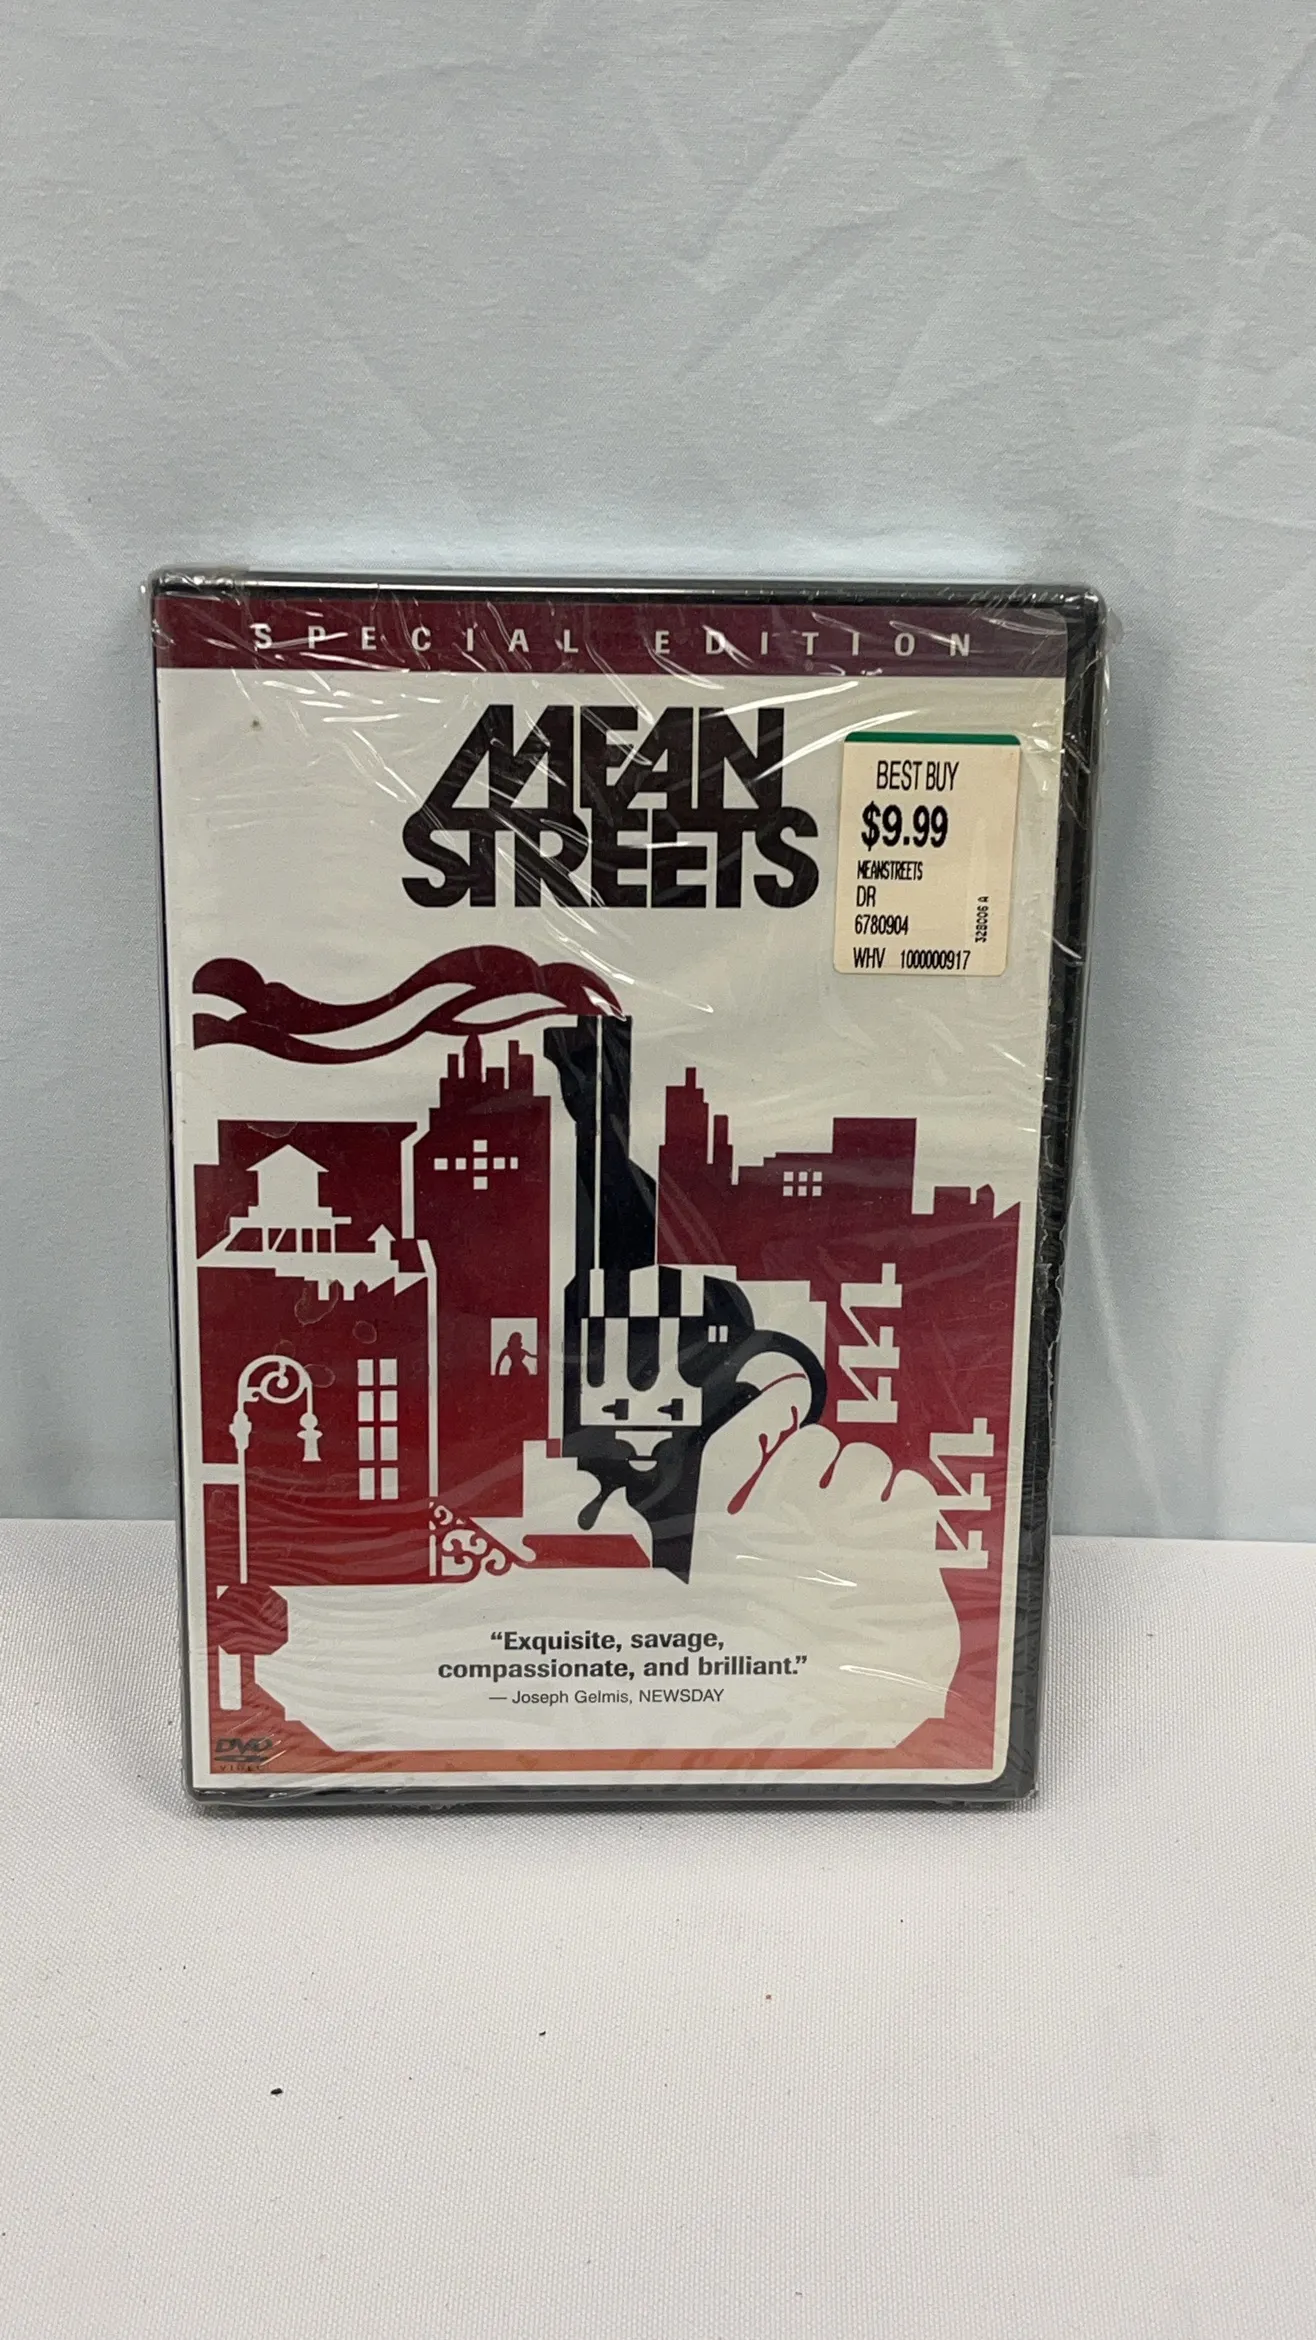 SPECIAL EDITION
MEAN
STREETS
BEST BUY
$9.99
MEANSTREETS
DR
6780904
328006 A
WHV 1000000917
“Exquisite, savage,
compassionate, and brilliant.”
— Joseph Gelmis, NEWSDAY
DVD
VIDEO